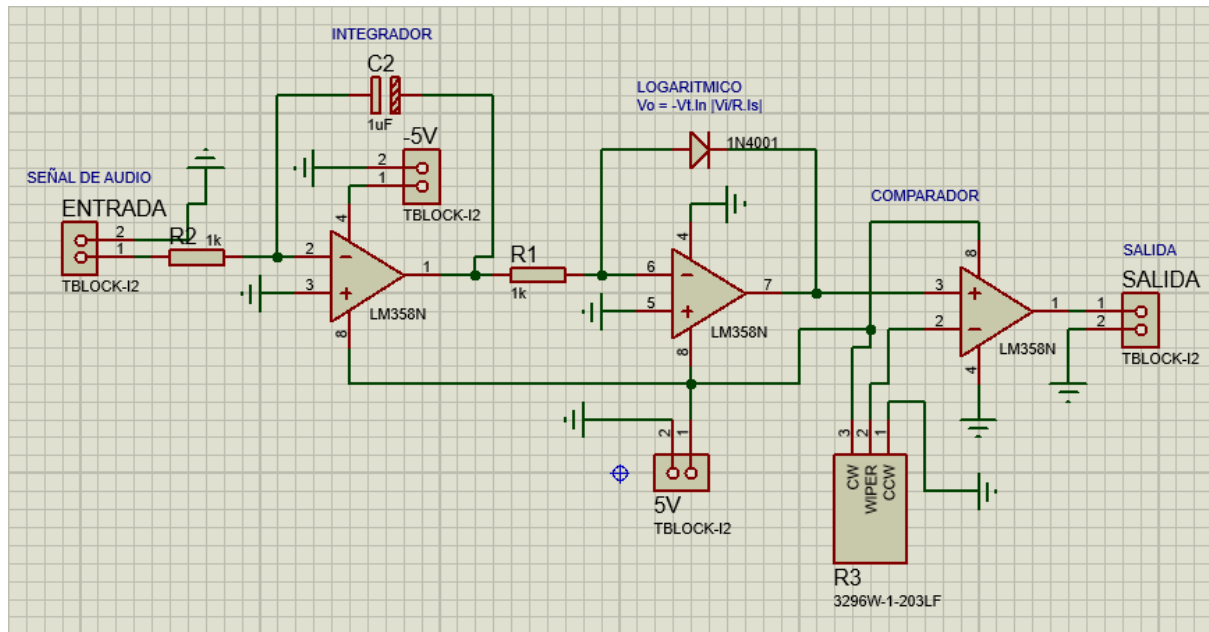 INTEGRADOR
C2
1uF
-5V
2
1
TBLOCK-I2
SEÑAL DE AUDIO
ENTRADA
2
1
TBLOCK-I2
R2
1k
2
3
4
8
1
LM358N
R1
1k
LOGARITMICO
Vo = -Vt.ln |Vi/R.Is|
1N4001
6
5
4
8
7
LM358N
2
1
5V
TBLOCK-I2
COMPARADOR
3
2
8
4
1
LM358N
SALIDA
SALIDA
1
2
TBLOCK-I2
3
2
1
CW
WIPER
CCW
R3
3296W-1-203LF